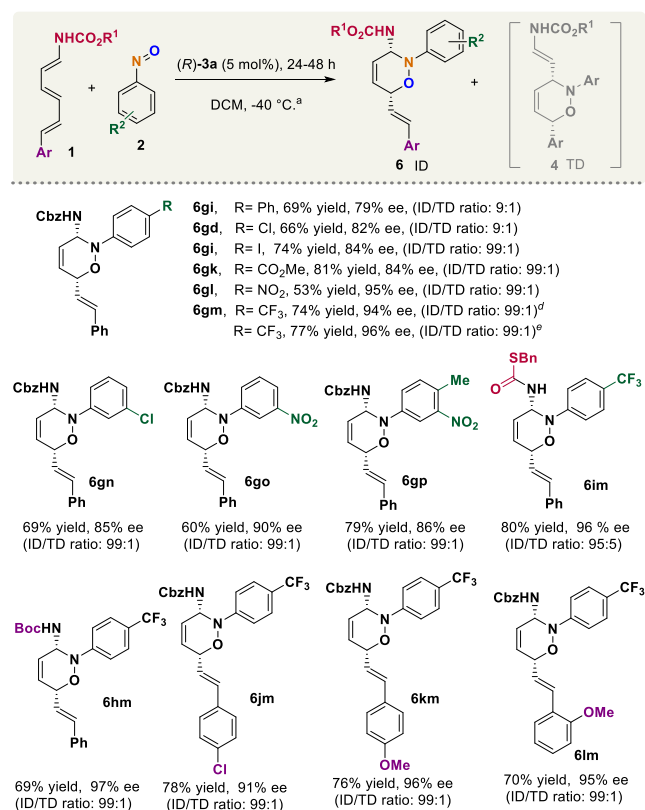 NHCO₂R¹
Ar
1
+
N=O
R²
2
(R)-3a (5 mol%), 24-48 h
DCM, -40 °C.ᵃ
R¹O₂CHN
R²
N
O
Ar
6 ID
+
NHCO₂R¹
N
Ar
O
Ar
4 TD
CbzHN
R
N
O
Ph
6gi, R= Ph, 69% yield, 79% ee, (ID/TD ratio: 9:1)
6gd, R= Cl, 66% yield, 82% ee, (ID/TD ratio: 9:1)
6gi, R= I, 74% yield, 84% ee, (ID/TD ratio: 99:1)
6gk, R= CO₂Me, 81% yield, 84% ee, (ID/TD ratio: 99:1)
6gl, R= NO₂, 53% yield, 95% ee, (ID/TD ratio: 99:1)
6gm, R= CF₃, 74% yield, 94% ee, (ID/TD ratio: 99:1)ᵈ
R= CF₃, 77% yield, 96% ee, (ID/TD ratio: 99:1)ᵉ
CbzHN
N
Cl
O
6gn
Ph
69% yield, 85% ee
(ID/TD ratio: 99:1)
CbzHN
N
NO₂
O
6go
Ph
60% yield, 90% ee
(ID/TD ratio: 99:1)
CbzHN
Me
N
NO₂
O
6gp
Ph
79% yield, 86% ee
(ID/TD ratio: 99:1)
SBn
O
NH
CF₃
N
O
6im
Ph
80% yield, 96 % ee
(ID/TD ratio: 95:5)
BocHN
CF₃
N
O
6hm
Ph
69% yield, 97% ee
(ID/TD ratio: 99:1)
CbzHN
CF₃
N
O
6jm
Cl
78% yield, 91% ee
(ID/TD ratio: 99:1)
CbzHN
CF₃
N
O
6km
OMe
76% yield, 96% ee
(ID/TD ratio: 99:1)
CbzHN
CF₃
N
O
OMe
6lm
70% yield, 95% ee
(ID/TD ratio: 99:1)